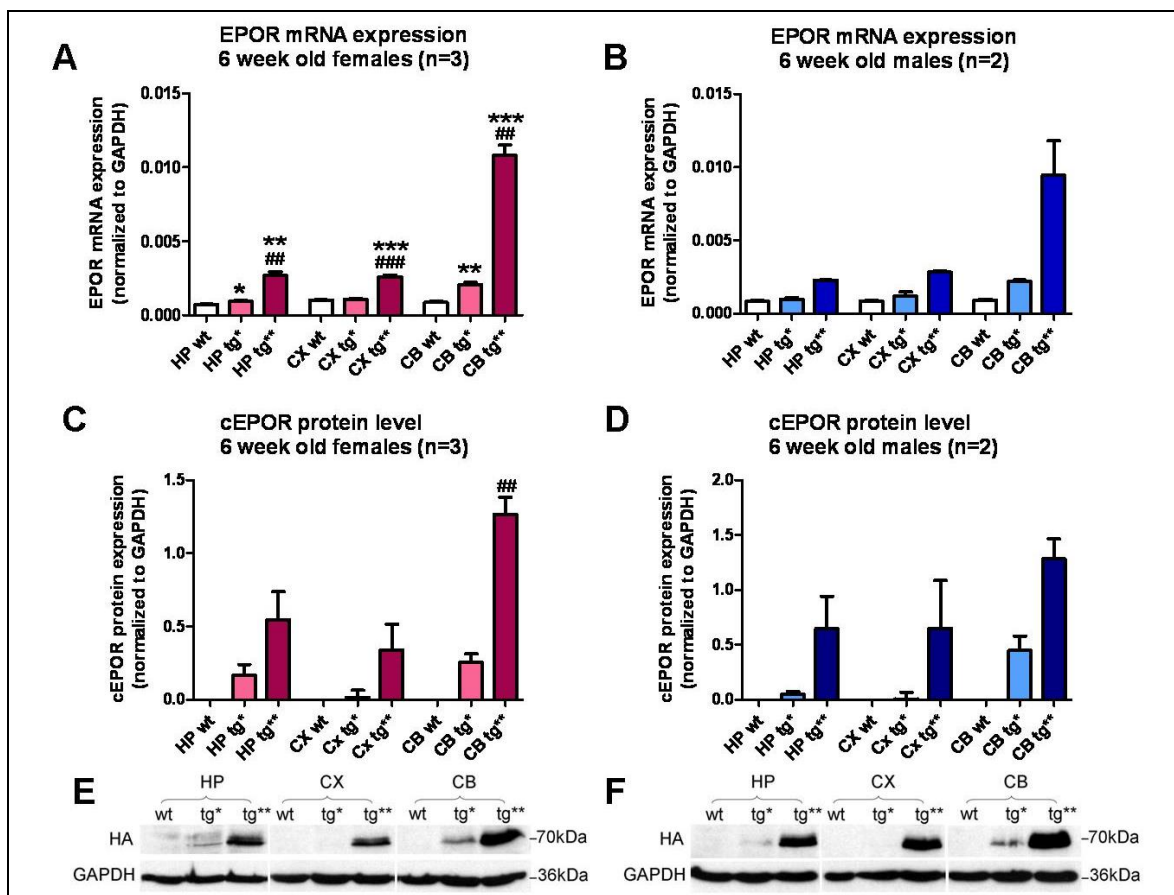 A
EPOR mRNA expression
6 week old females (n=3)
EPOR mRNA expression
(normalized to GAPDH)
0.015
0.010
0.005
0.000
*
**
##
***
###
**
***
##
HP wt
HP tg*
HP tg**
CX wt
CX tg*
CX tg**
CB wt
CB tg*
CB tg**
B
EPOR mRNA expression
6 week old males (n=2)
EPOR mRNA expression
(normalized to GAPDH)
0.015
0.010
0.005
0.000
HP wt
HP tg*
HP tg**
CX wt
CX tg*
CX tg**
CB wt
CB tg*
CB tg**
C
cEPOR protein level
6 week old females (n=3)
cEPOR protein expression
(normalized to GAPDH)
1.5
1.0
0.5
0.0
##
HP wt
HP tg*
HP tg**
CX wt
CX tg*
CX tg**
CB wt
CB tg*
CB tg**
D
cEPOR protein level
6 week old males (n=2)
cEPOR protein expression
(normalized to GAPDH)
2.0
1.5
1.0
0.5
0.0
HP wt
HP tg*
HP tg**
CX wt
CX tg*
CX tg**
CB wt
CB tg*
CB tg**
E
HP CX CB
wt tg* tg** wt tg* tg** wt tg* tg**
HA -70kDa
GAPDH -36kDa
F
HP CX CB
wt tg* tg** wt tg* tg** wt tg* tg**
HA -70kDa
GAPDH -36kDa